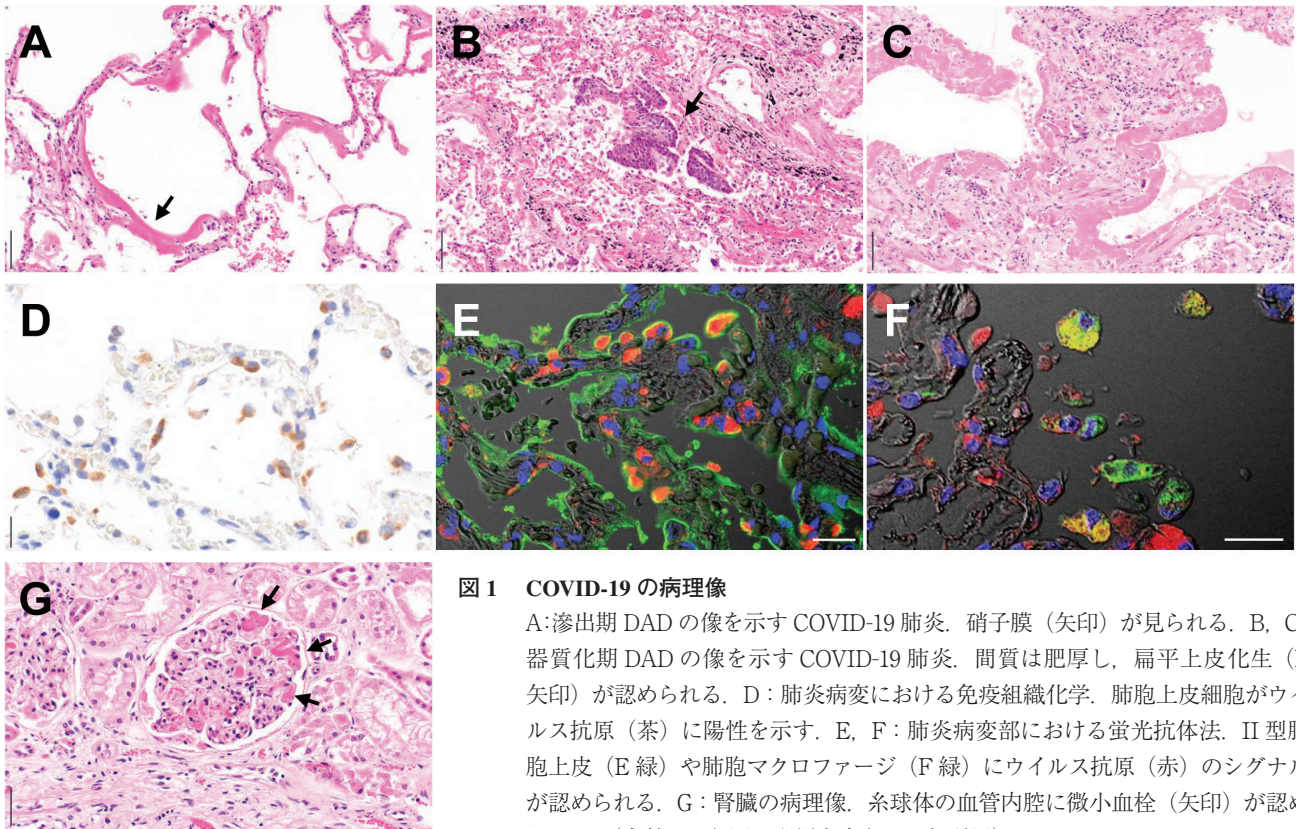 A
B
C
D
E
F
G
図1 COVID-19 の病理像
A:滲出期 DAD の像を示す COVID-19 肺炎．硝子膜（矢印）が見られる．B，C
器質化期 DAD の像を示す COVID-19 肺炎．間質は肥厚し，扁平上皮化生（
矢印）が認められる．D：肺炎病変における免疫組織化学．肺胞上皮細胞がウ
ルス抗原（茶）に陽性を示す．E，F：肺炎病変部における蛍光抗体法．II 型
胞上皮（E 緑）や肺胞マクロファージ（F 緑）にウイルス抗原（赤）のシグナ
が認められる．G：腎臓の病理像．糸球体の血管内腔に微小血栓（矢印）が認